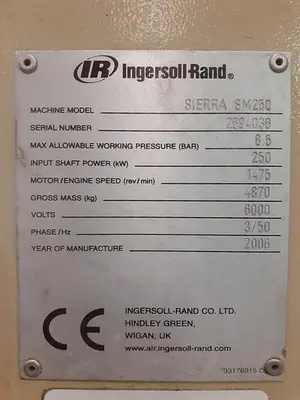 IR Ingersoll-Rand®
MACHINE MODEL SIERRA SM250
SERIAL NUMBER
MAX ALLOWABLE WORKING PRESSURE (BAR) 8.5
INPUT SHAFT POWER (kW) 250
MOTOR/ENGINE SPEED (rev/min) 1475
GROSS MASS (kg) 4870
VOLTS 6000
PHASE/Hz 3/50
YEAR OF MANUFACTURE 2006
INGERSOLL-RAND CO. LTD.
HINDLEY GREEN,
WIGAN, UK
www.air.ingersoll-rand.com
CE